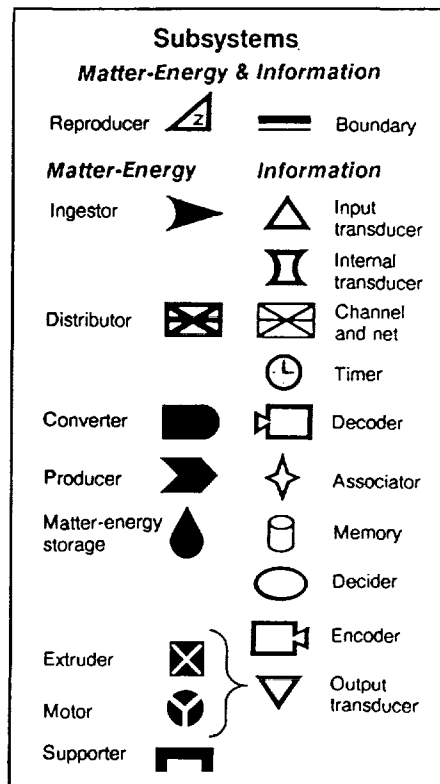 Subsystems
Matter-Energy & Information
Reproducer Z Boundary
Matter-Energy Information
Ingestor Input
transducer
Internal
transducer
Distributor Channel
and net
Timer
Converter Decoder
Producer Associator
Matter-energy
storage Memory
Decider
Encoder
Extruder
Output
transducer
Motor
Supporter